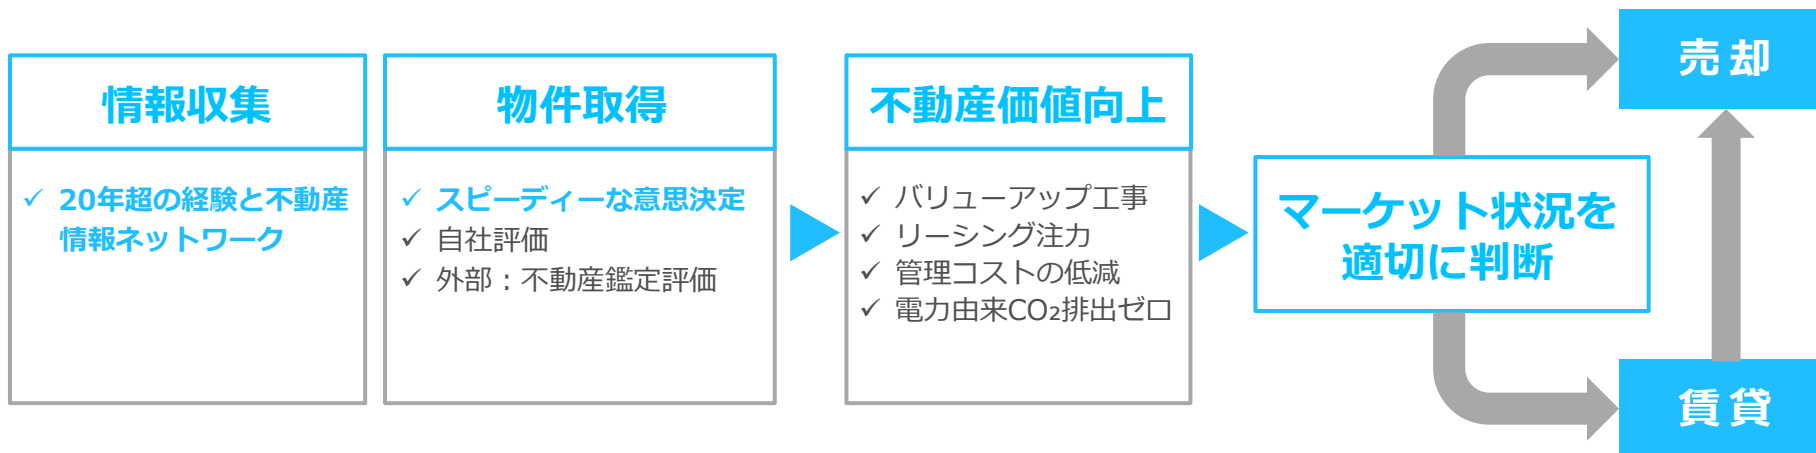 情報収集
✓ 20年超の経験と不動産
情報ネットワーク
物件取得
✓ スピーディーな意思決定
✓ 自社評価
✓ 外部：不動産鑑定評価
不動産価値向上
✓ バリューアップ工事
✓ リーシング注力
✓ 管理コストの低減
✓ 電力由来CO₂排出ゼロ
マーケット状況を
適切に判断
売却
賃貸